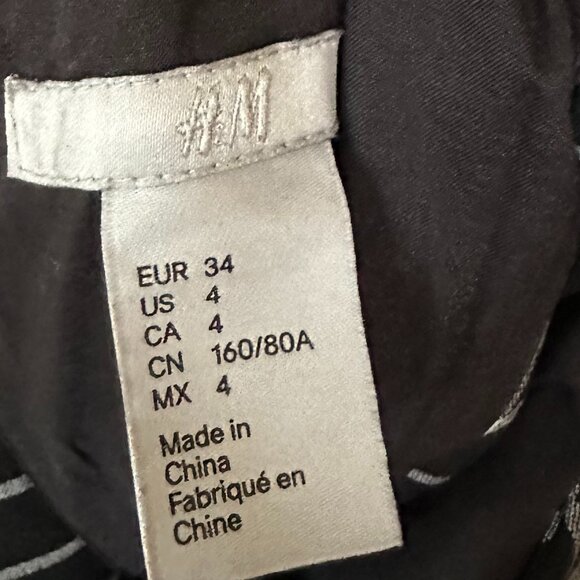 H&M
EUR 34
US 4
CA 4
CN 160/80A
MX 4
Made in
China
Fabriqué en
Chine